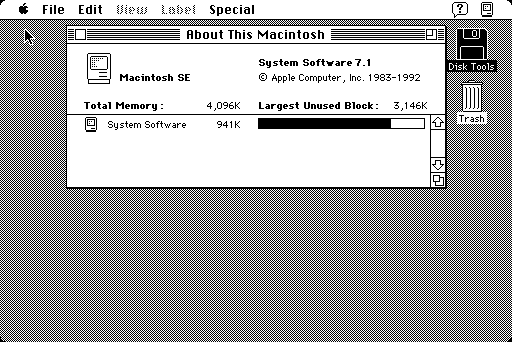 File Edit View Label Special
About This Macintosh
System Software 7.1
Macintosh SE
© Apple Computer, Inc. 1983-1992
Total Memory: 4,096K Largest Unused Block: 3,146K
System Software 941K
Disk Tools
Trash